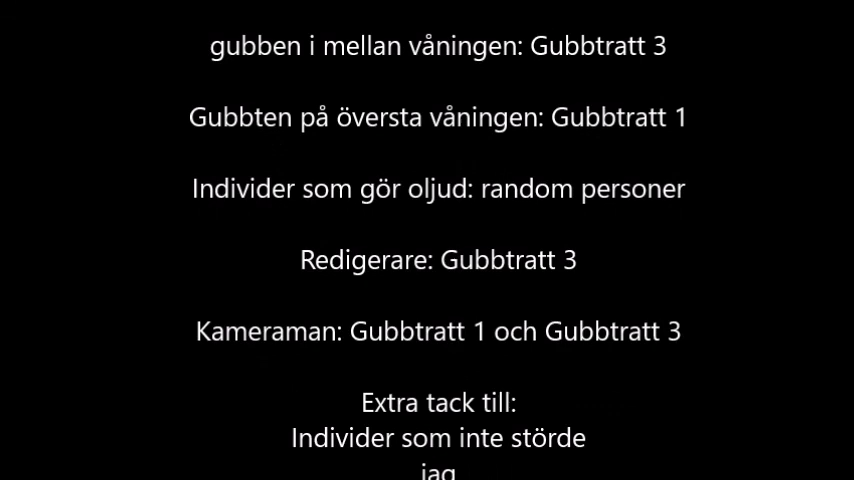 gubben i mellan våningen: Gubbtratt 3
Gubbten på översta våningen: Gubbtratt 1
Individer som gör oljud: random personer
Redigerare: Gubbtratt 3
Kameraman: Gubbtratt 1 och Gubbtratt 3
Extra tack till:
Individer som inte störde
jag